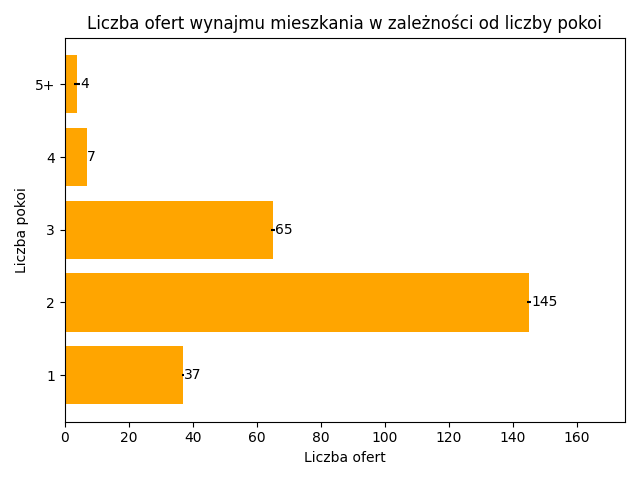 Liczba ofert wynajmu mieszkania w zależności od liczby pokoi
Liczba pokoi
5+ 4
4 7
3 65
2 145
1 37
0 20 40 60 80 100 120 140 160
Liczba ofert